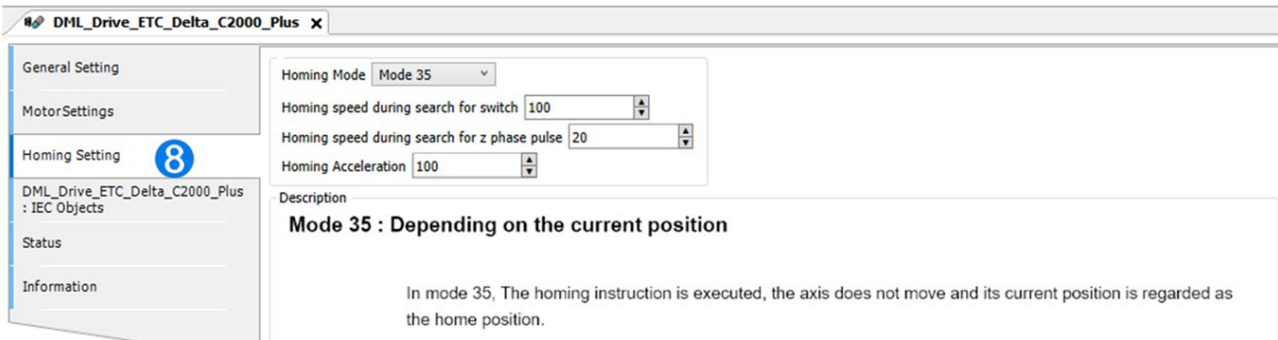 DML_Drive_ETC_Delta_C2000_Plus X
General Setting
MotorSettings
Homing Setting 8
DML_Drive_ETC_Delta_C2000_Plus
: IEC Objects
Status
Information
Homing Mode Mode 35
Homing speed during search for switch 100
Homing speed during search for z phase pulse 20
Homing Acceleration 100
Description
Mode 35 : Depending on the current position
In mode 35, The homing instruction is executed, the axis does not move and its current position is regarded as
the home position.